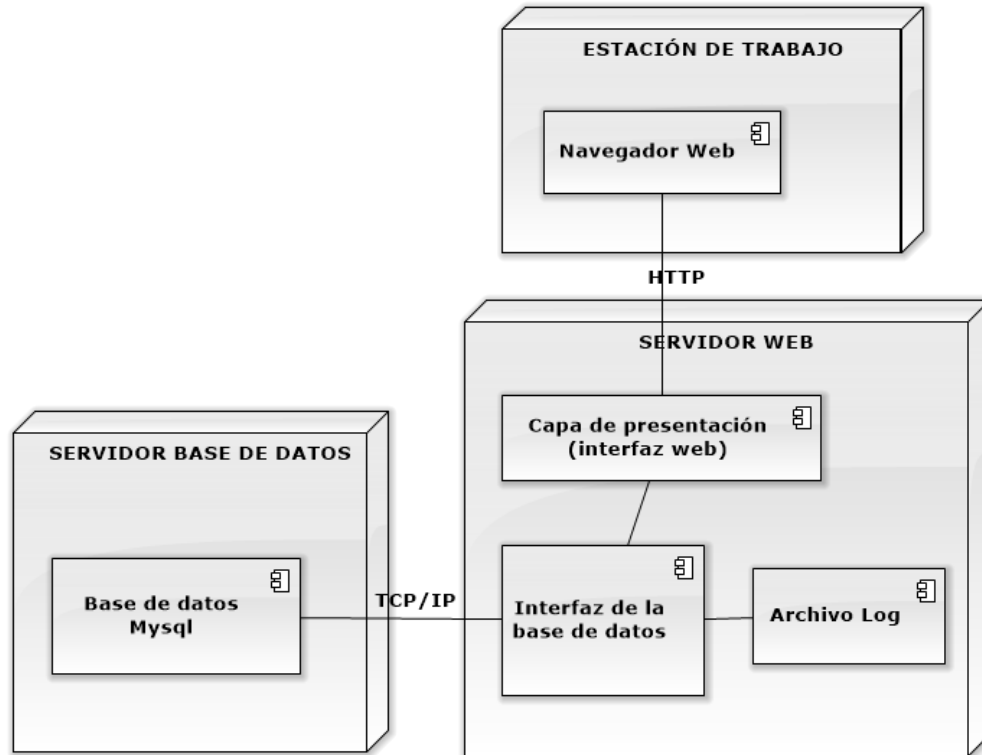 ESTACIÓN DE TRABAJO
Navegador Web
HTTP
SERVIDOR WEB
Capa de presentación
(interfaz web)
SERVIDOR BASE DE DATOS
Base de datos
Mysql
TCP/IP
Interfaz de la
base de datos
Archivo Log